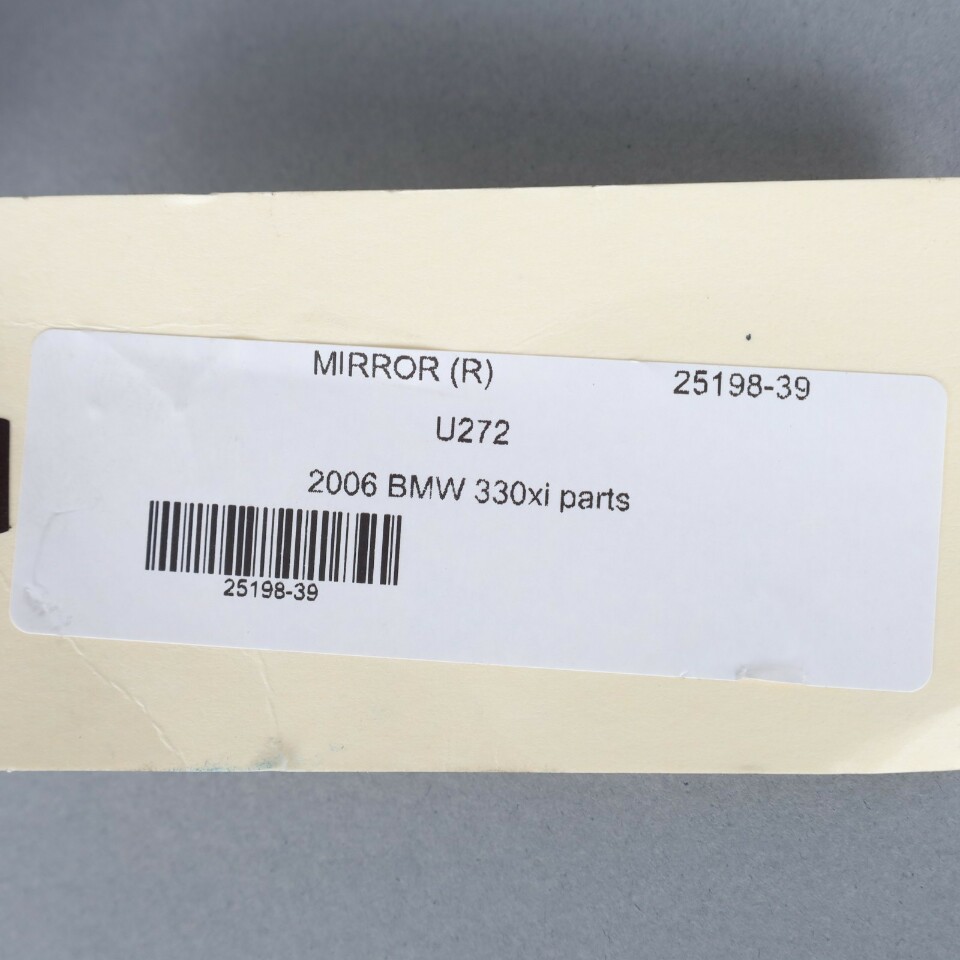 MIRROR (R) 25198-39
U272
2006 BMW 330xi parts
25198-39